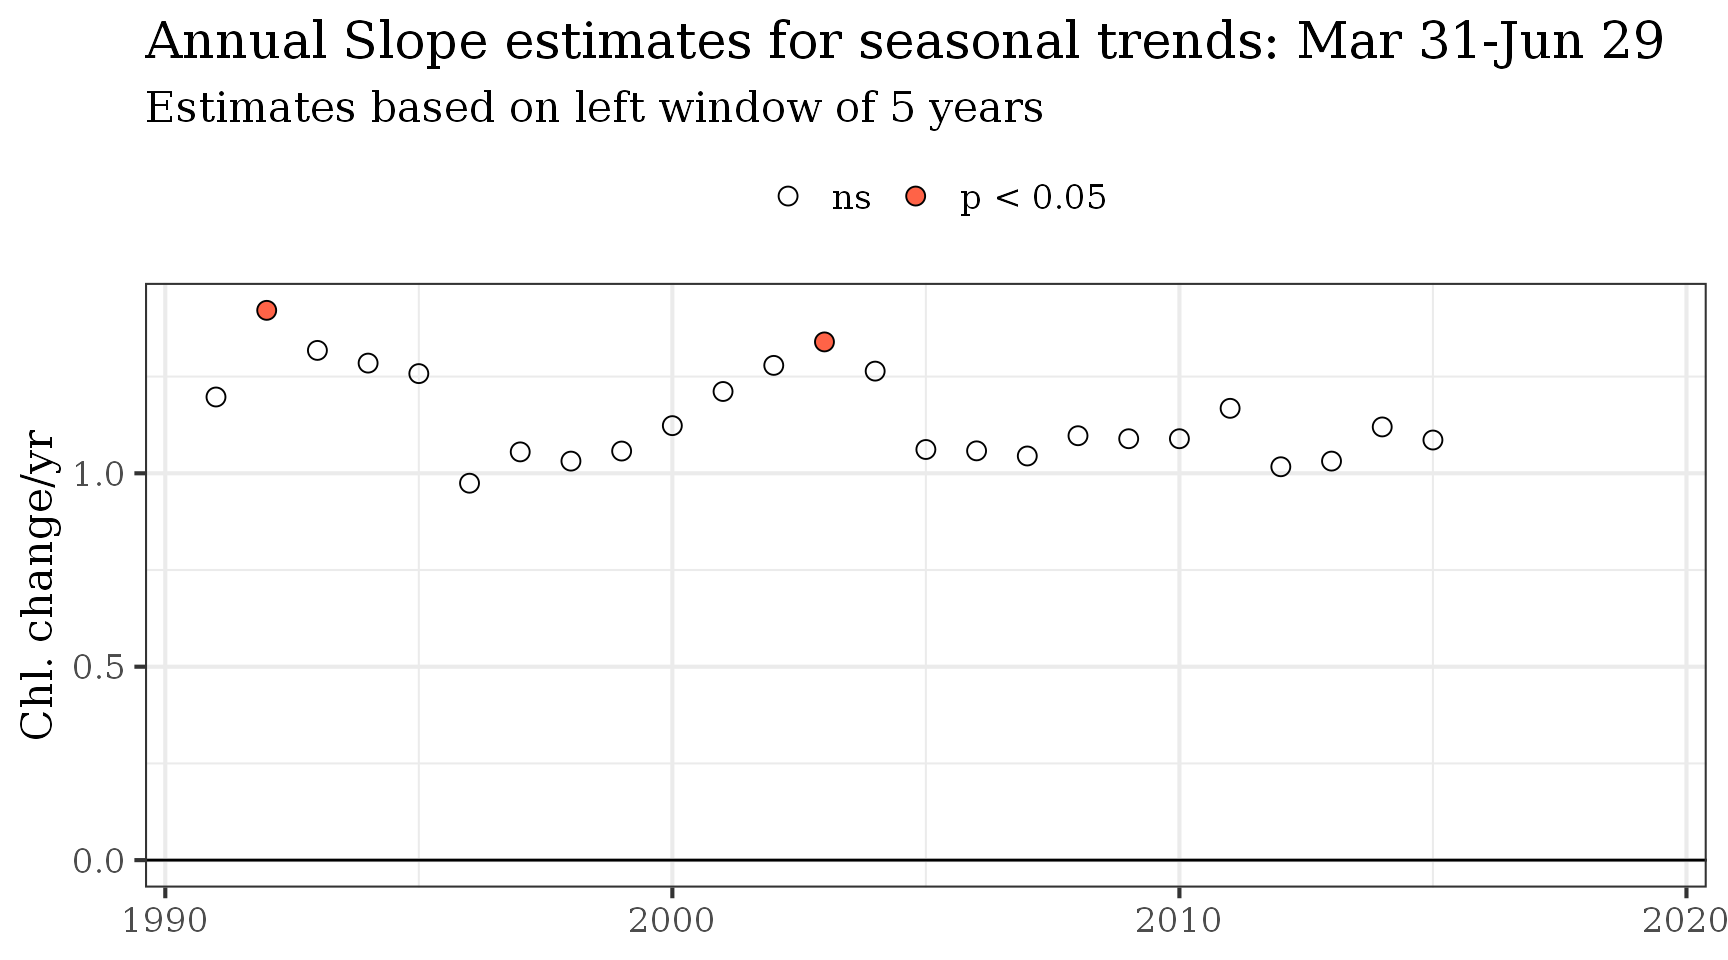 Annual Slope estimates for seasonal trends: Mar 31-Jun 29
Estimates based on left window of 5 years
ns p < 0.05
Chl. change/yr
1.0
0.5
0.0
1990 2000 2010 2020